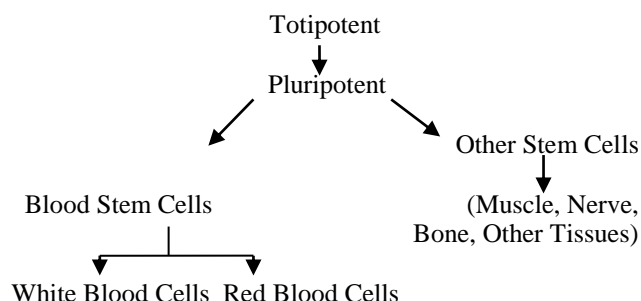 Totipotent
Pluripotent
Other Stem Cells
Blood Stem Cells
(Muscle, Nerve,
Bone, Other Tissues)
White Blood Cells Red Blood Cells